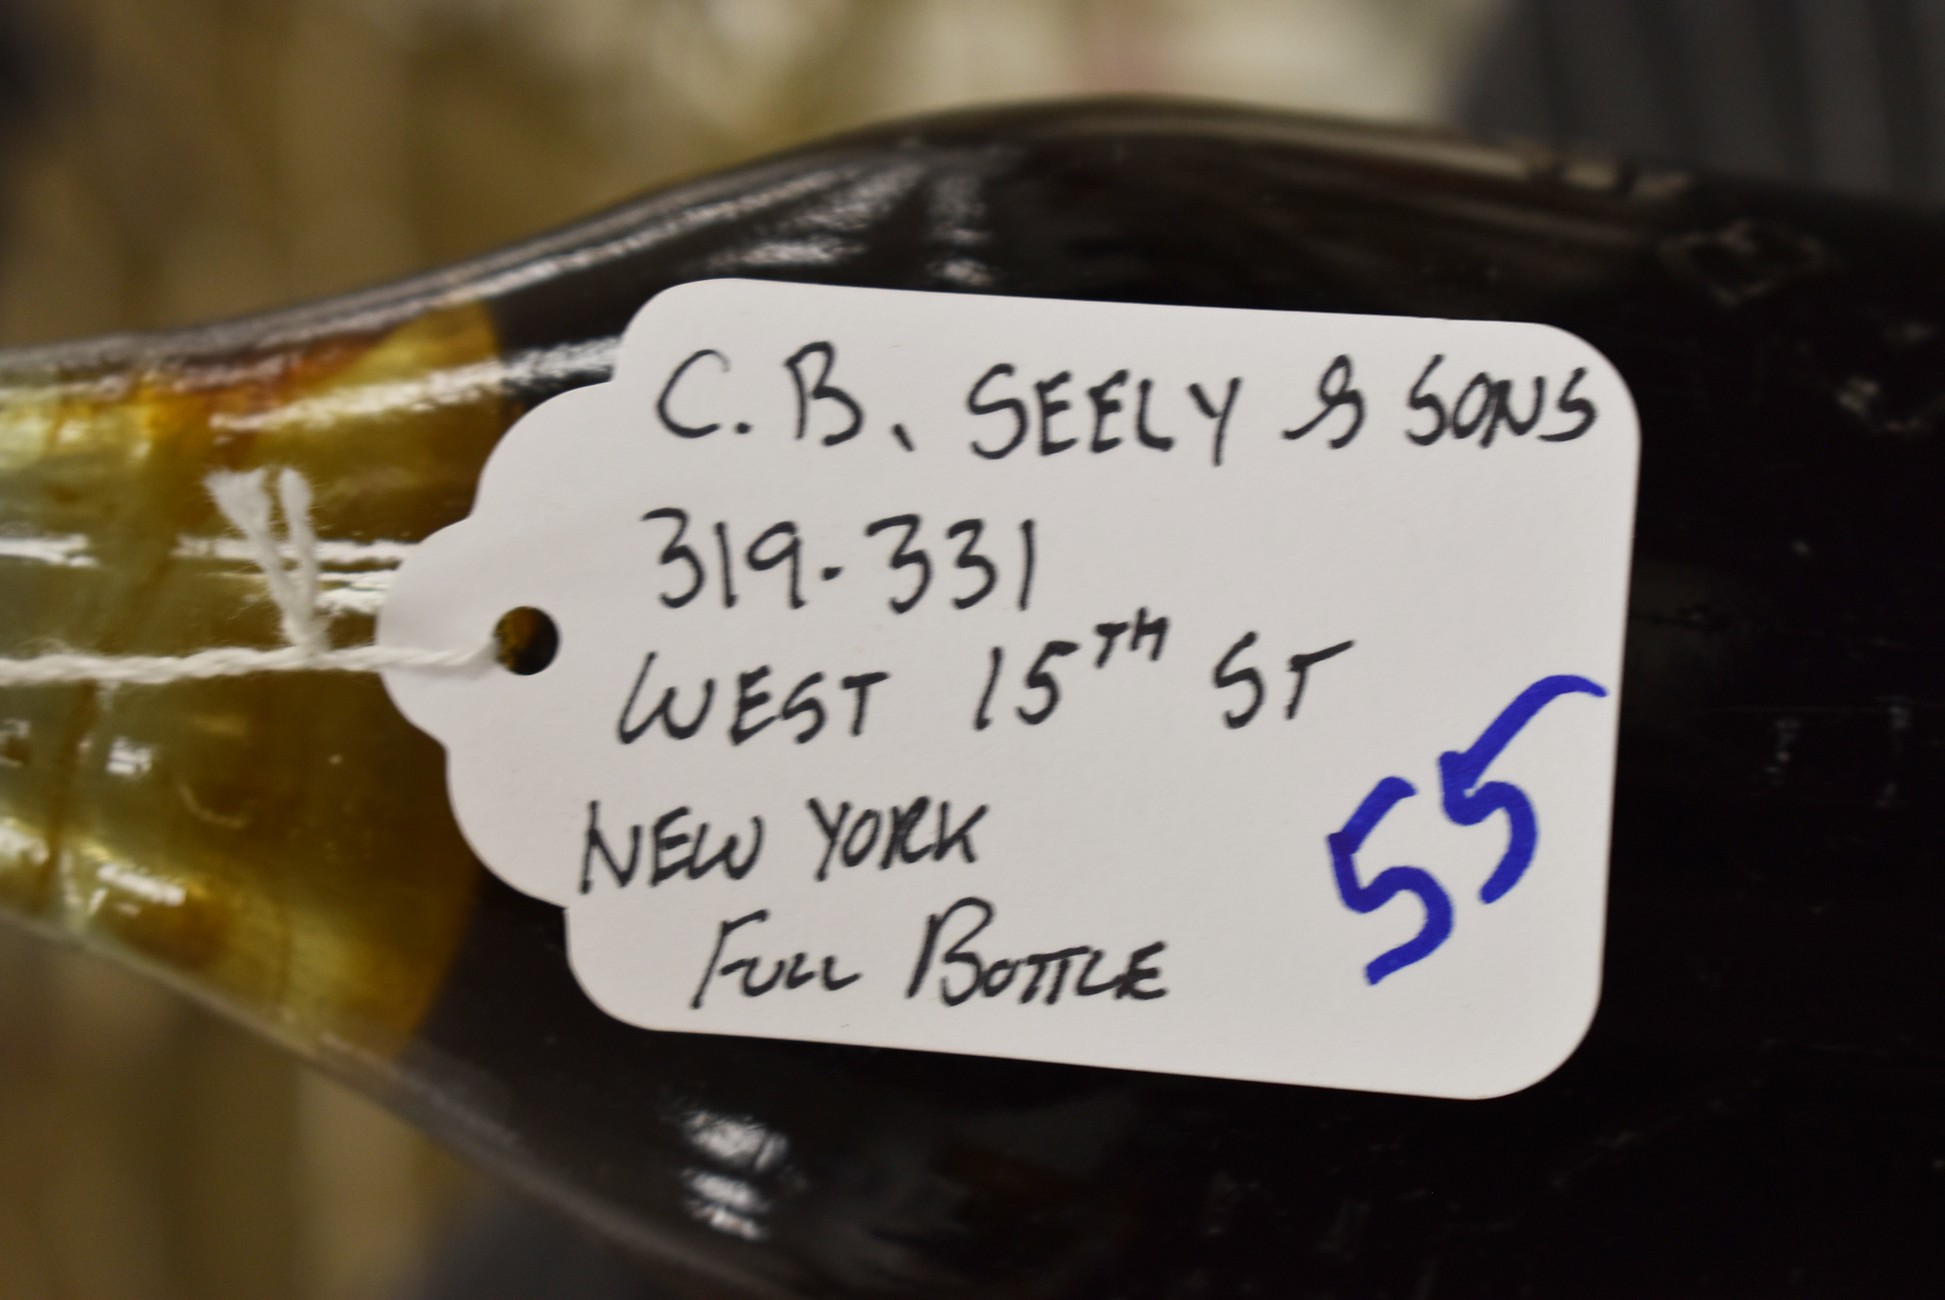 C.B. SEELY & SONS
319-331
WEST 15TH ST
NEW YORK
FULL BOTTLE
55